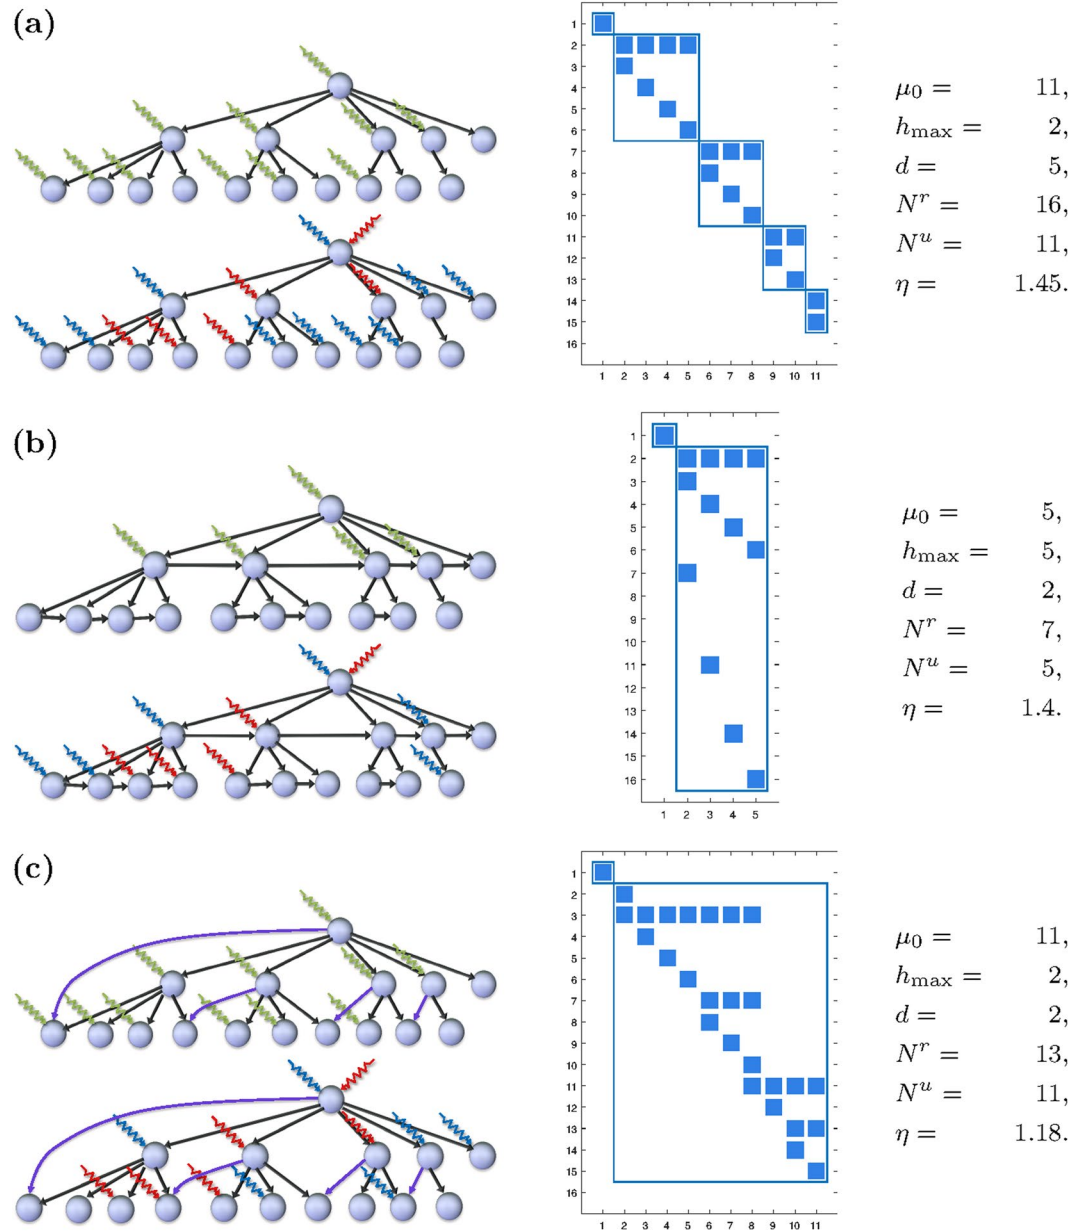 (a)
1
2
3
4
5
6
7
8
9
10
11
12
13
14
15
16
1 2 3 4 5 6 7 8 9 10 11
μ₀ = 11,
h_max = 2,
d = 5,
N^r = 16,
N^u = 11,
η = 1.45.
(b)
1
2
3
4
5
6
7
8
9
10
11
12
13
14
15
16
1 2 3 4 5
μ₀ = 5,
h_max = 5,
d = 2,
N^r = 7,
N^u = 5,
η = 1.4.
(c)
1
2
3
4
5
6
7
8
9
10
11
12
13
14
15
16
1 2 3 4 5 6 7 8 9 10 11
μ₀ = 11,
h_max = 2,
d = 2,
N^r = 13,
N^u = 11,
η = 1.18.